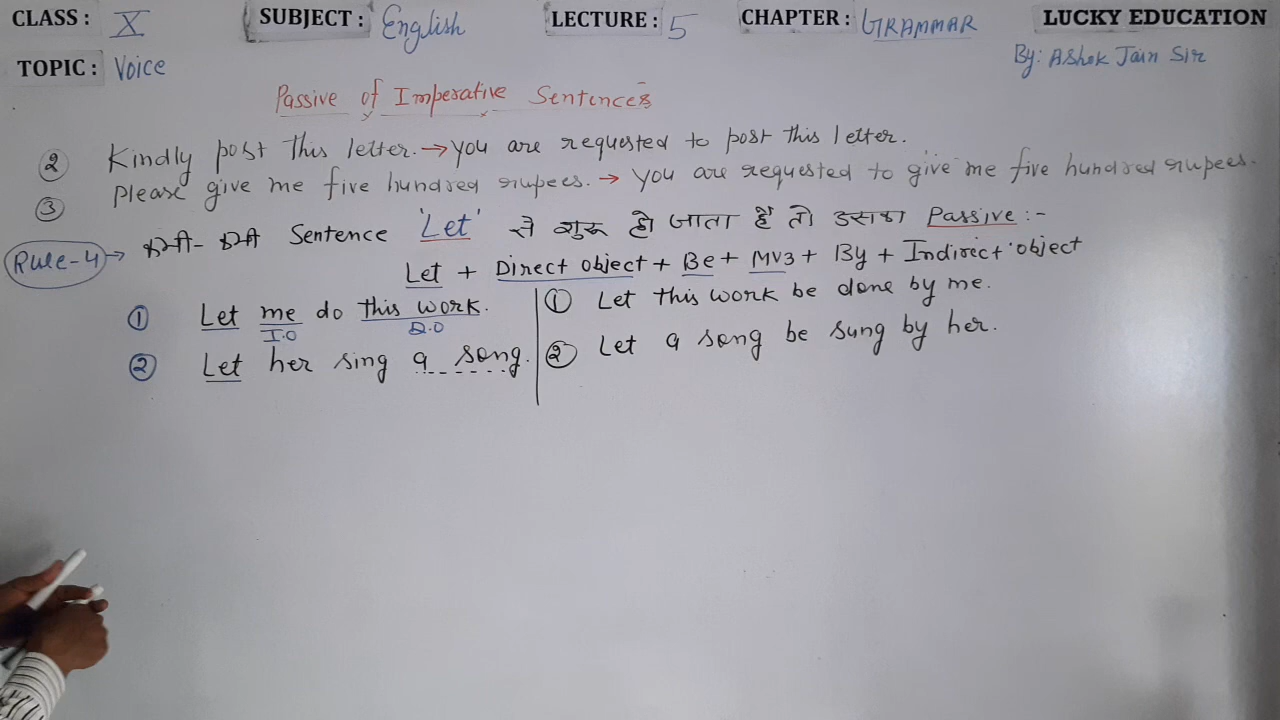 CLASS : X SUBJECT : English LECTURE : 5 CHAPTER : GRAMMAR LUCKY EDUCATION
TOPIC : Voice By: Ashok Jain Sir
Passive of Imperative Sentences
② Kindly post this letter. → you are requested to post this letter.
③ Please give me five hundred rupees. → you are requested to give me five hundred rupees.
Rule-4 → कभी-कभी Sentence 'Let' से शुरू हो जाता है तो उसका Passive :-
Let + Direct object + Be + MV3 + By + Indirect object
① Let me do this work. ① Let this work be done by me.
I.O D.O
② Let her sing a song. ② Let a song be sung by her.